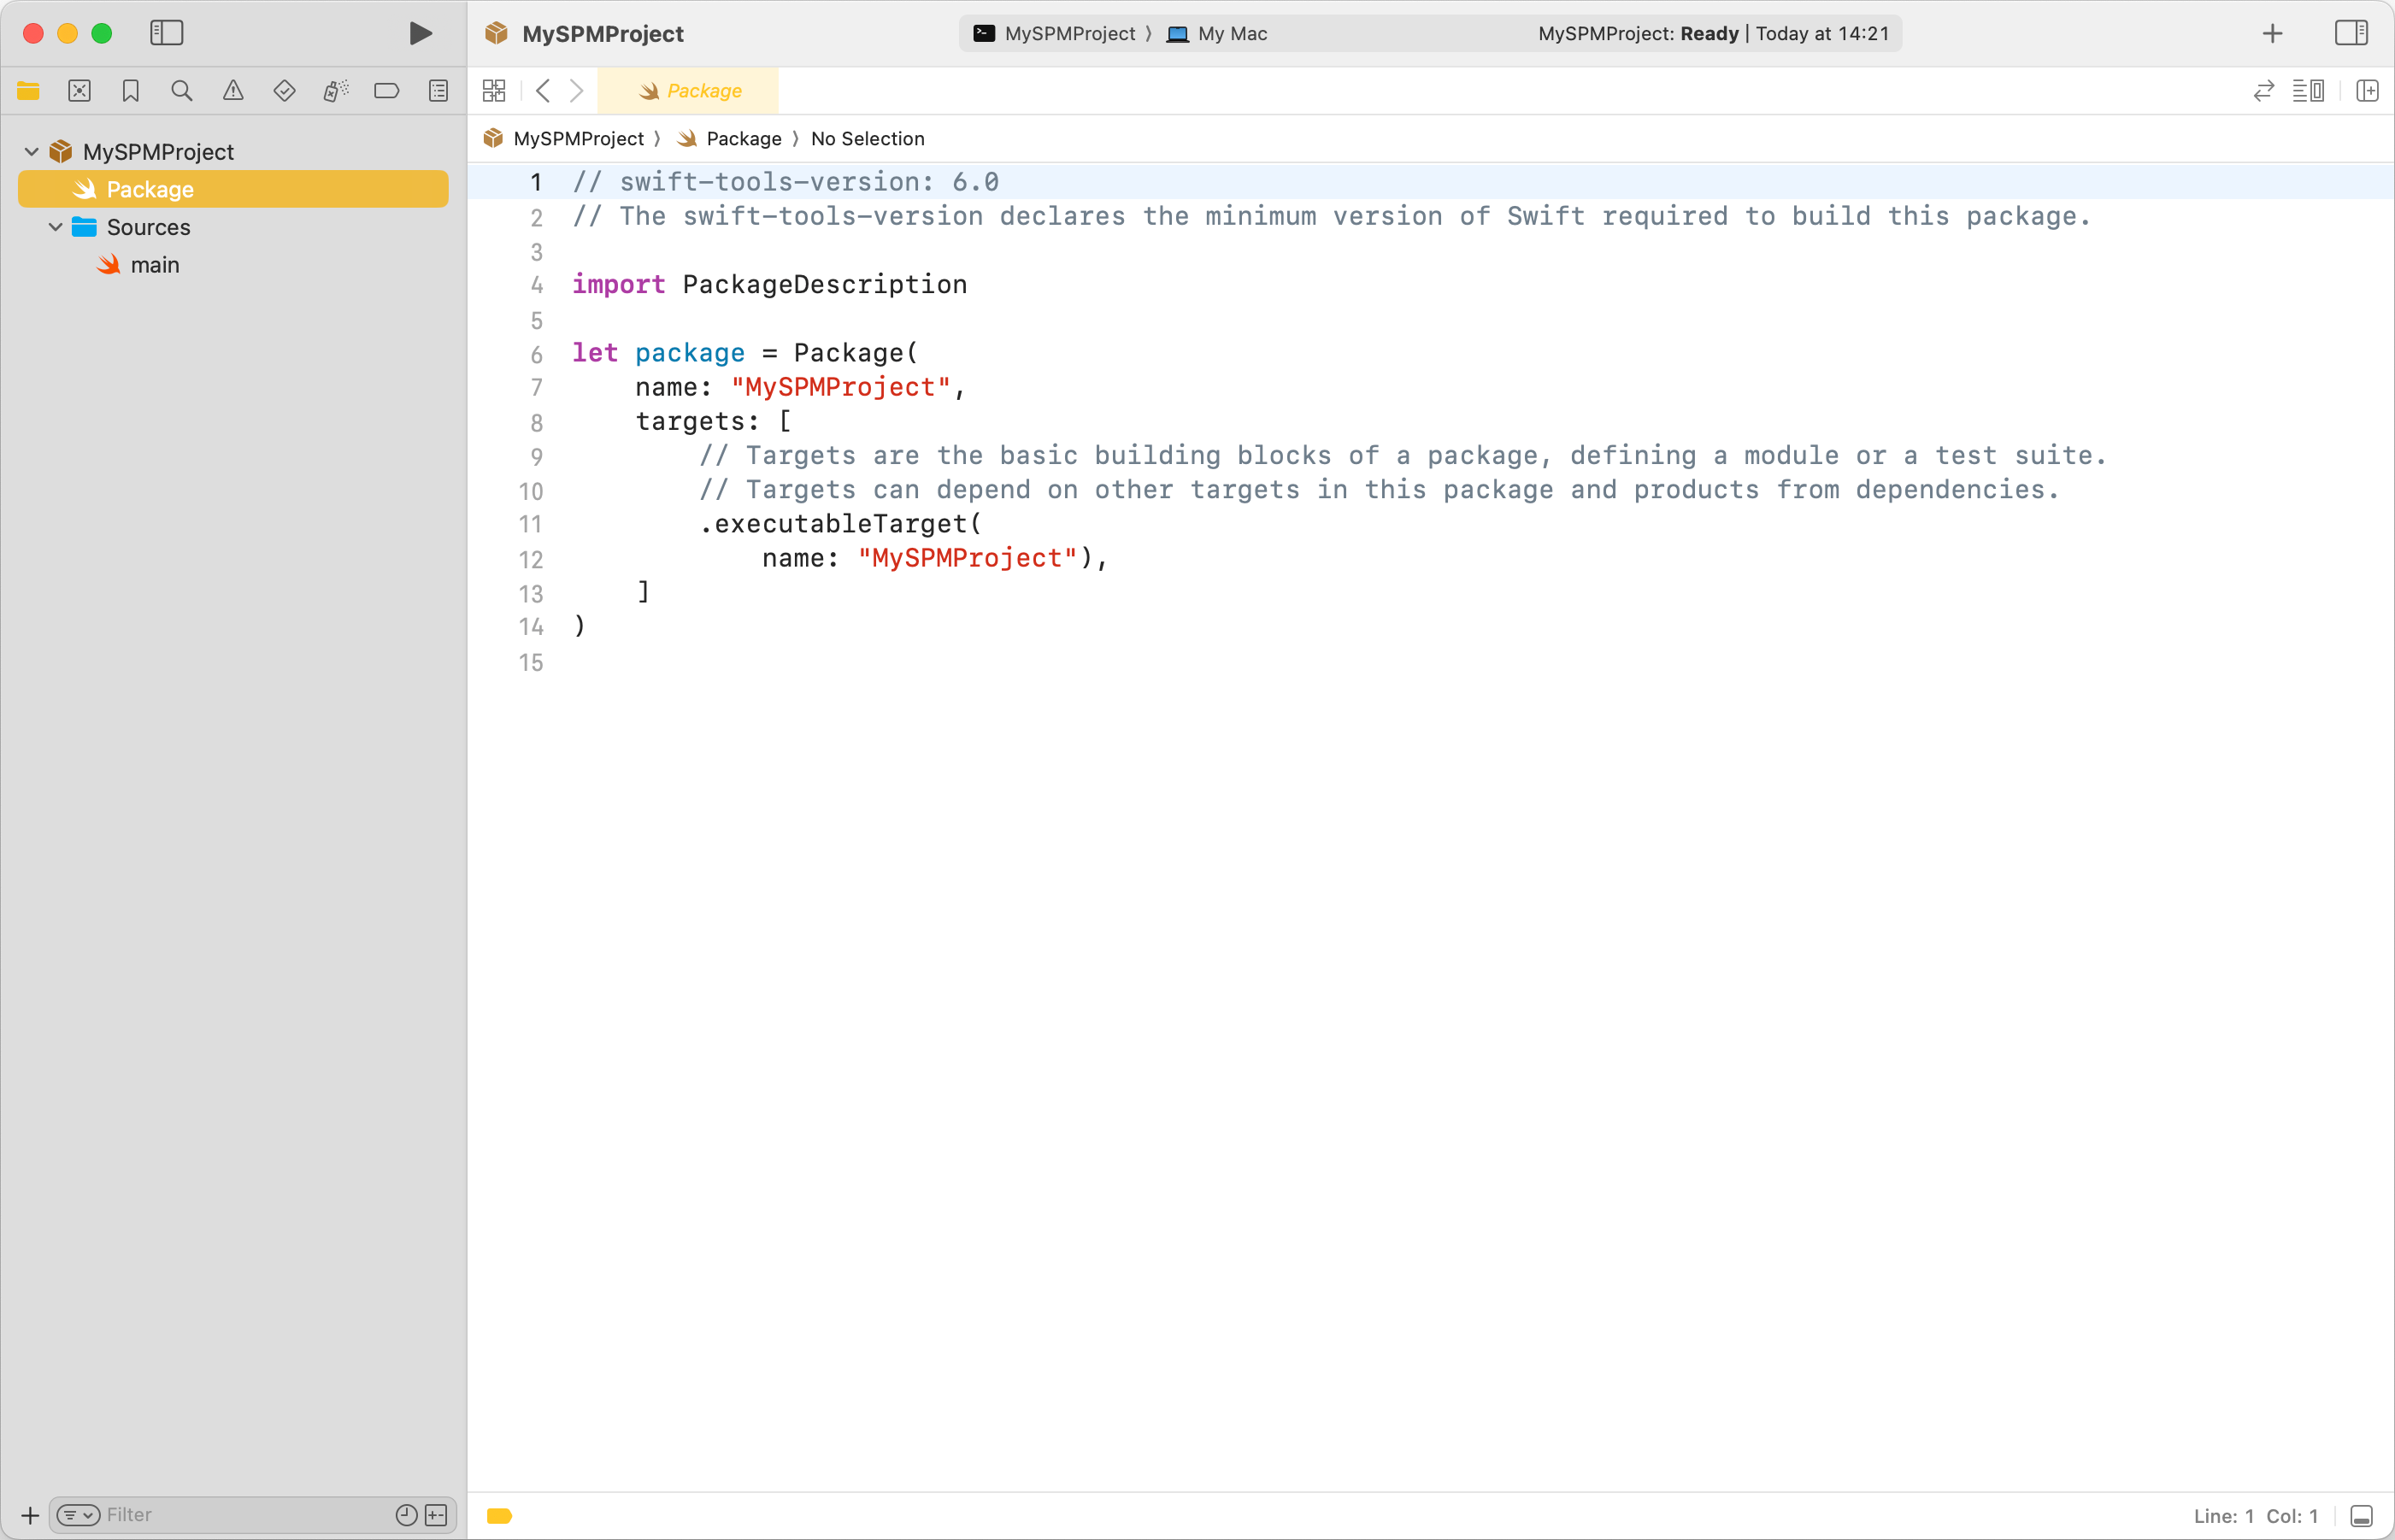 MySPMProject
MySPMProject 〉 My Mac
MySPMProject: Ready | Today at 14:21
Package
MySPMProject 〉 Package 〉 No Selection
MySPMProject
Package
Sources
main
1 // swift-tools-version: 6.0
2 // The swift-tools-version declares the minimum version of Swift required to build this package.
3
4 import PackageDescription
5
6 let package = Package(
7     name: "MySPMProject",
8     targets: [
9         // Targets are the basic building blocks of a package, defining a module or a test suite.
10         // Targets can depend on other targets in this package and products from dependencies.
11         .executableTarget(
12             name: "MySPMProject"),
13     ]
14 )
15
Filter
Line: 1 Col: 1